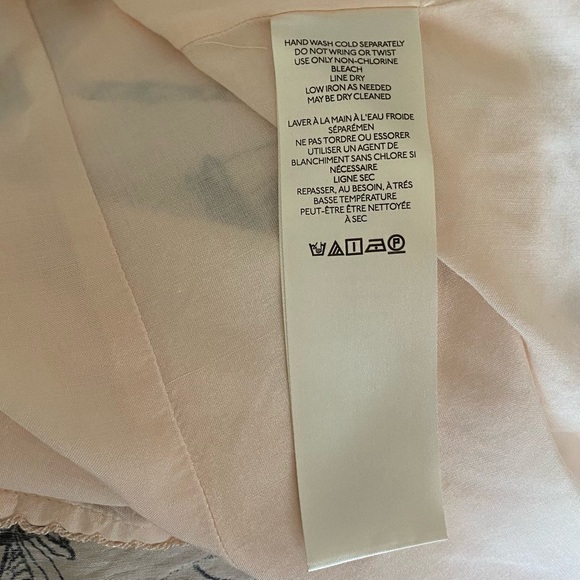 HAND WASH COLD SEPARATELY
DO NOT WRING OR TWIST
USE ONLY NON-CHLORINE
BLEACH
LINE DRY
LOW IRON AS NEEDED
MAY BE DRY CLEANED
LAVER À LA MAIN À L'EAU FROIDE
SÉPARÉMEN
NE PAS TORDRE OU ESSORER
UTILISER UN AGENT DE
BLANCHIMENT SANS CHLORE SI
NÉCESSAIRE
LIGNE SEC
REPASSER, AU BESOIN, À TRÉS
BASSE TEMPÉRATURE
PEUT-ÊTRE ÊTRE NETTOYÉE
À SEC
P